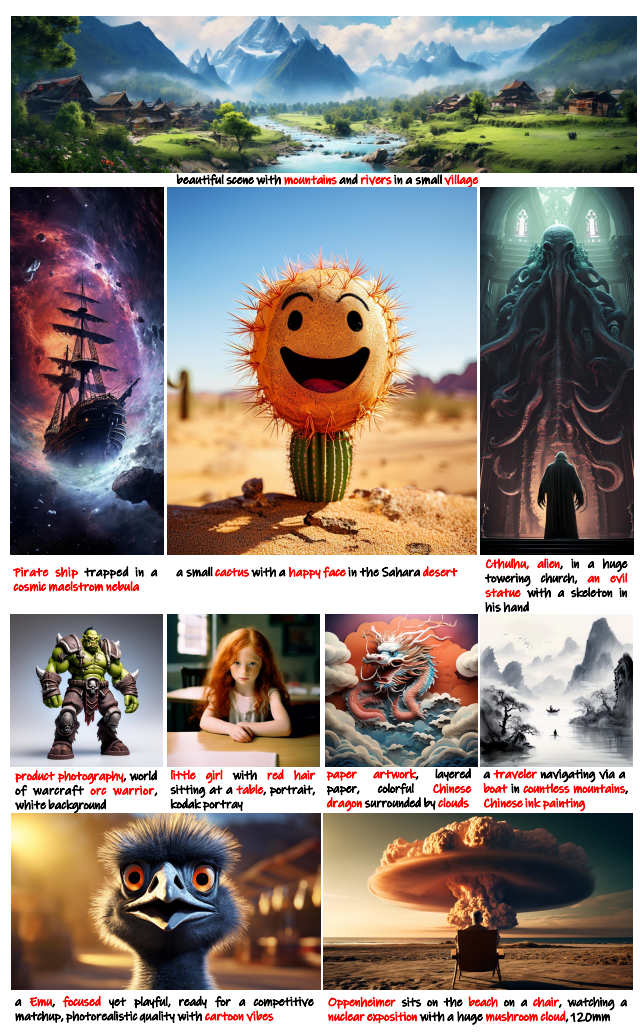 beautiful scene with mountains and rivers in a small village
Pirate ship trapped in a
cosmic maelstrom nebula
a small cactus with a happy face in the Sahara desert
Cthulhu, alien, in a huge
towering church, an evil
statue with a skeleton in
his hand
product photography, world
of warcraft orc warrior,
white background
little girl with red hair
sitting at a table, portrait,
kodak portray
paper artwork, layered
paper, colorful Chinese
dragon surrounded by clouds
a traveler navigating via a
boat in countless mountains,
Chinese ink painting
a Emu, focused yet playful, ready for a competitive
matchup, photorealistic quality with cartoon vibes
Oppenheimer sits on the beach on a chair, watching a
nuclear exposition with a huge mushroom cloud, 120mm